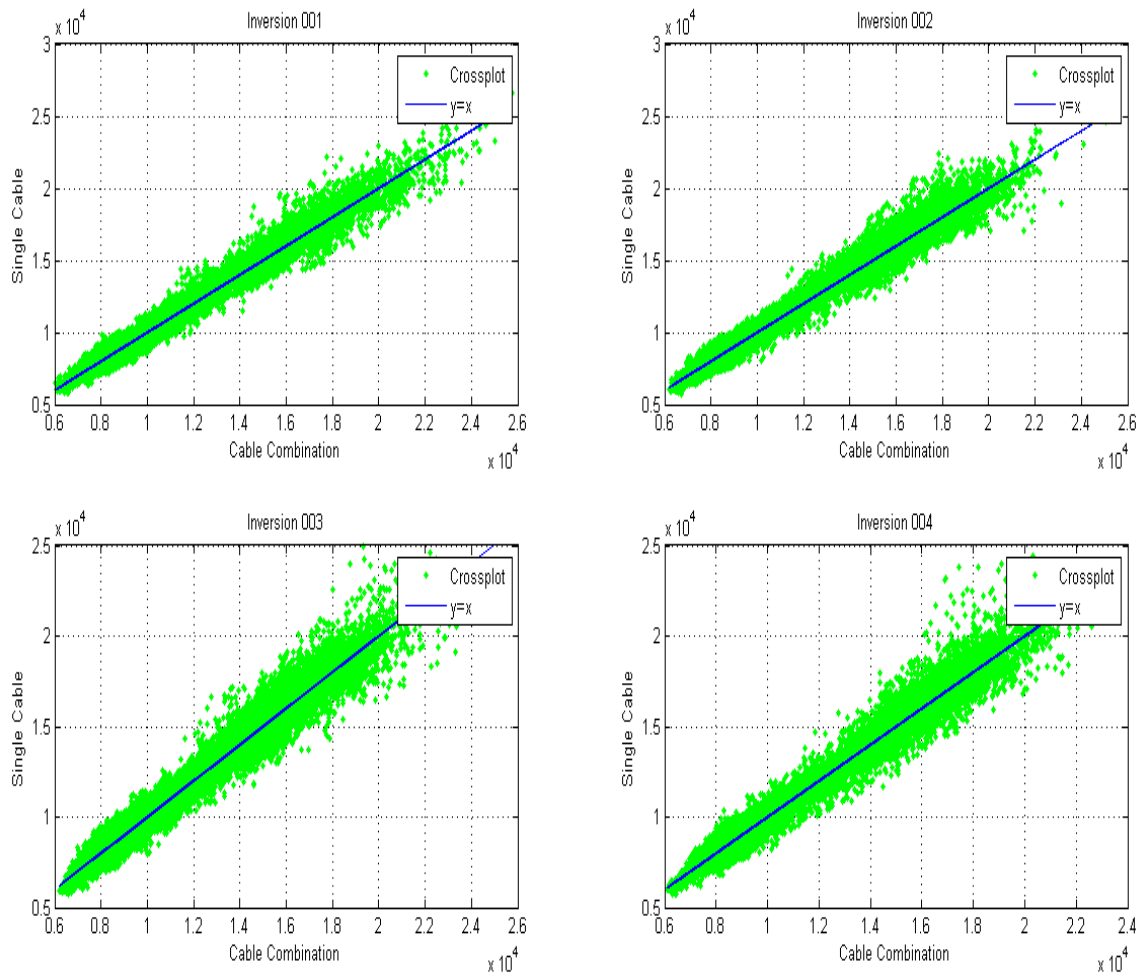 x 10^4
Inversion 001
3
2.5
2
1.5
1
0.5
Single Cable
Crossplot
y=x
0.6 0.8 1 1.2 1.4 1.6 1.8 2 2.2 2.4 2.6
Cable Combination
x 10^4
x 10^4
Inversion 002
3
2.5
2
1.5
1
0.5
Single Cable
Crossplot
y=x
0.6 0.8 1 1.2 1.4 1.6 1.8 2 2.2 2.4 2.6
Cable Combination
x 10^4
x 10^4
Inversion 003
2.5
2
1.5
1
0.5
Single Cable
Crossplot
y=x
0.6 0.8 1 1.2 1.4 1.6 1.8 2 2.2 2.4 2.6
Cable Combination
x 10^4
x 10^4
Inversion 004
2.5
2
1.5
1
0.5
Single Cable
Crossplot
y=x
0.6 0.8 1 1.2 1.4 1.6 1.8 2 2.2 2.4
Cable Combination
x 10^4